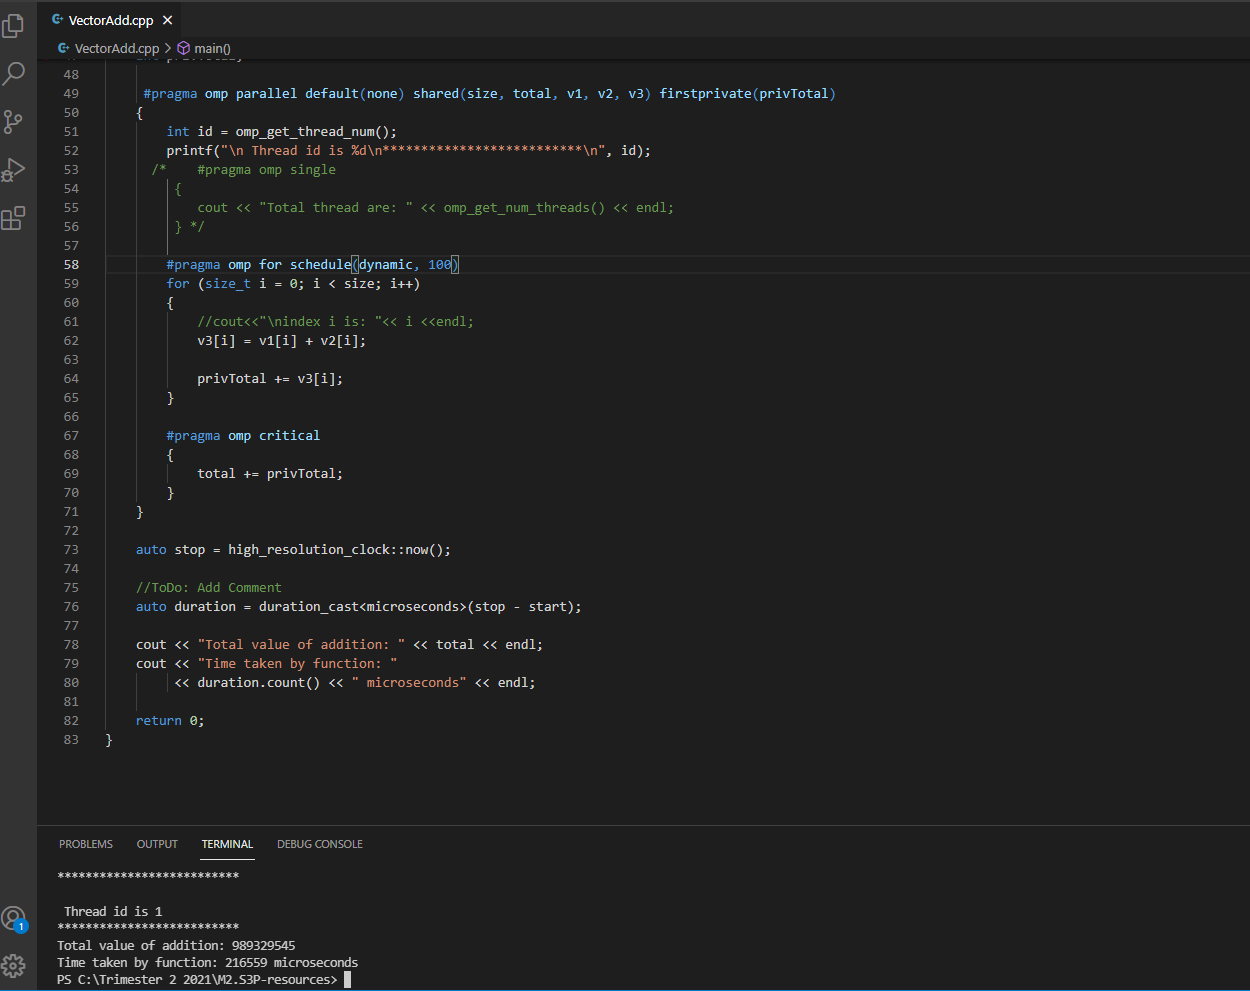 VectorAdd.cpp ×
VectorAdd.cpp > main()
48
49 #pragma omp parallel default(none) shared(size, total, v1, v2, v3) firstprivate(privTotal)
50 {
51 int id = omp_get_thread_num();
52 printf("\n Thread id is %d\n**************************\n", id);
53 /* #pragma omp single
54 {
55 cout << "Total thread are: " << omp_get_num_threads() << endl;
56 } */
57
58 #pragma omp for schedule(dynamic, 100)
59 for (size_t i = 0; i < size; i++)
60 {
61 //cout<<"\nindex i is: "<< i <<endl;
62 v3[i] = v1[i] + v2[i];
63
64 privTotal += v3[i];
65 }
66
67 #pragma omp critical
68 {
69 total += privTotal;
70 }
71 }
72
73 auto stop = high_resolution_clock::now();
74
75 //ToDo: Add Comment
76 auto duration = duration_cast<microseconds>(stop - start);
77
78 cout << "Total value of addition: " << total << endl;
79 cout << "Time taken by function: "
80 << duration.count() << " microseconds" << endl;
81
82 return 0;
83 }
PROBLEMS OUTPUT TERMINAL DEBUG CONSOLE
**************************
Thread id is 1
**************************
Total value of addition: 989329545
Time taken by function: 216559 microseconds
1
PS C:\Trimester 2 2021\M2.S3P-resources>